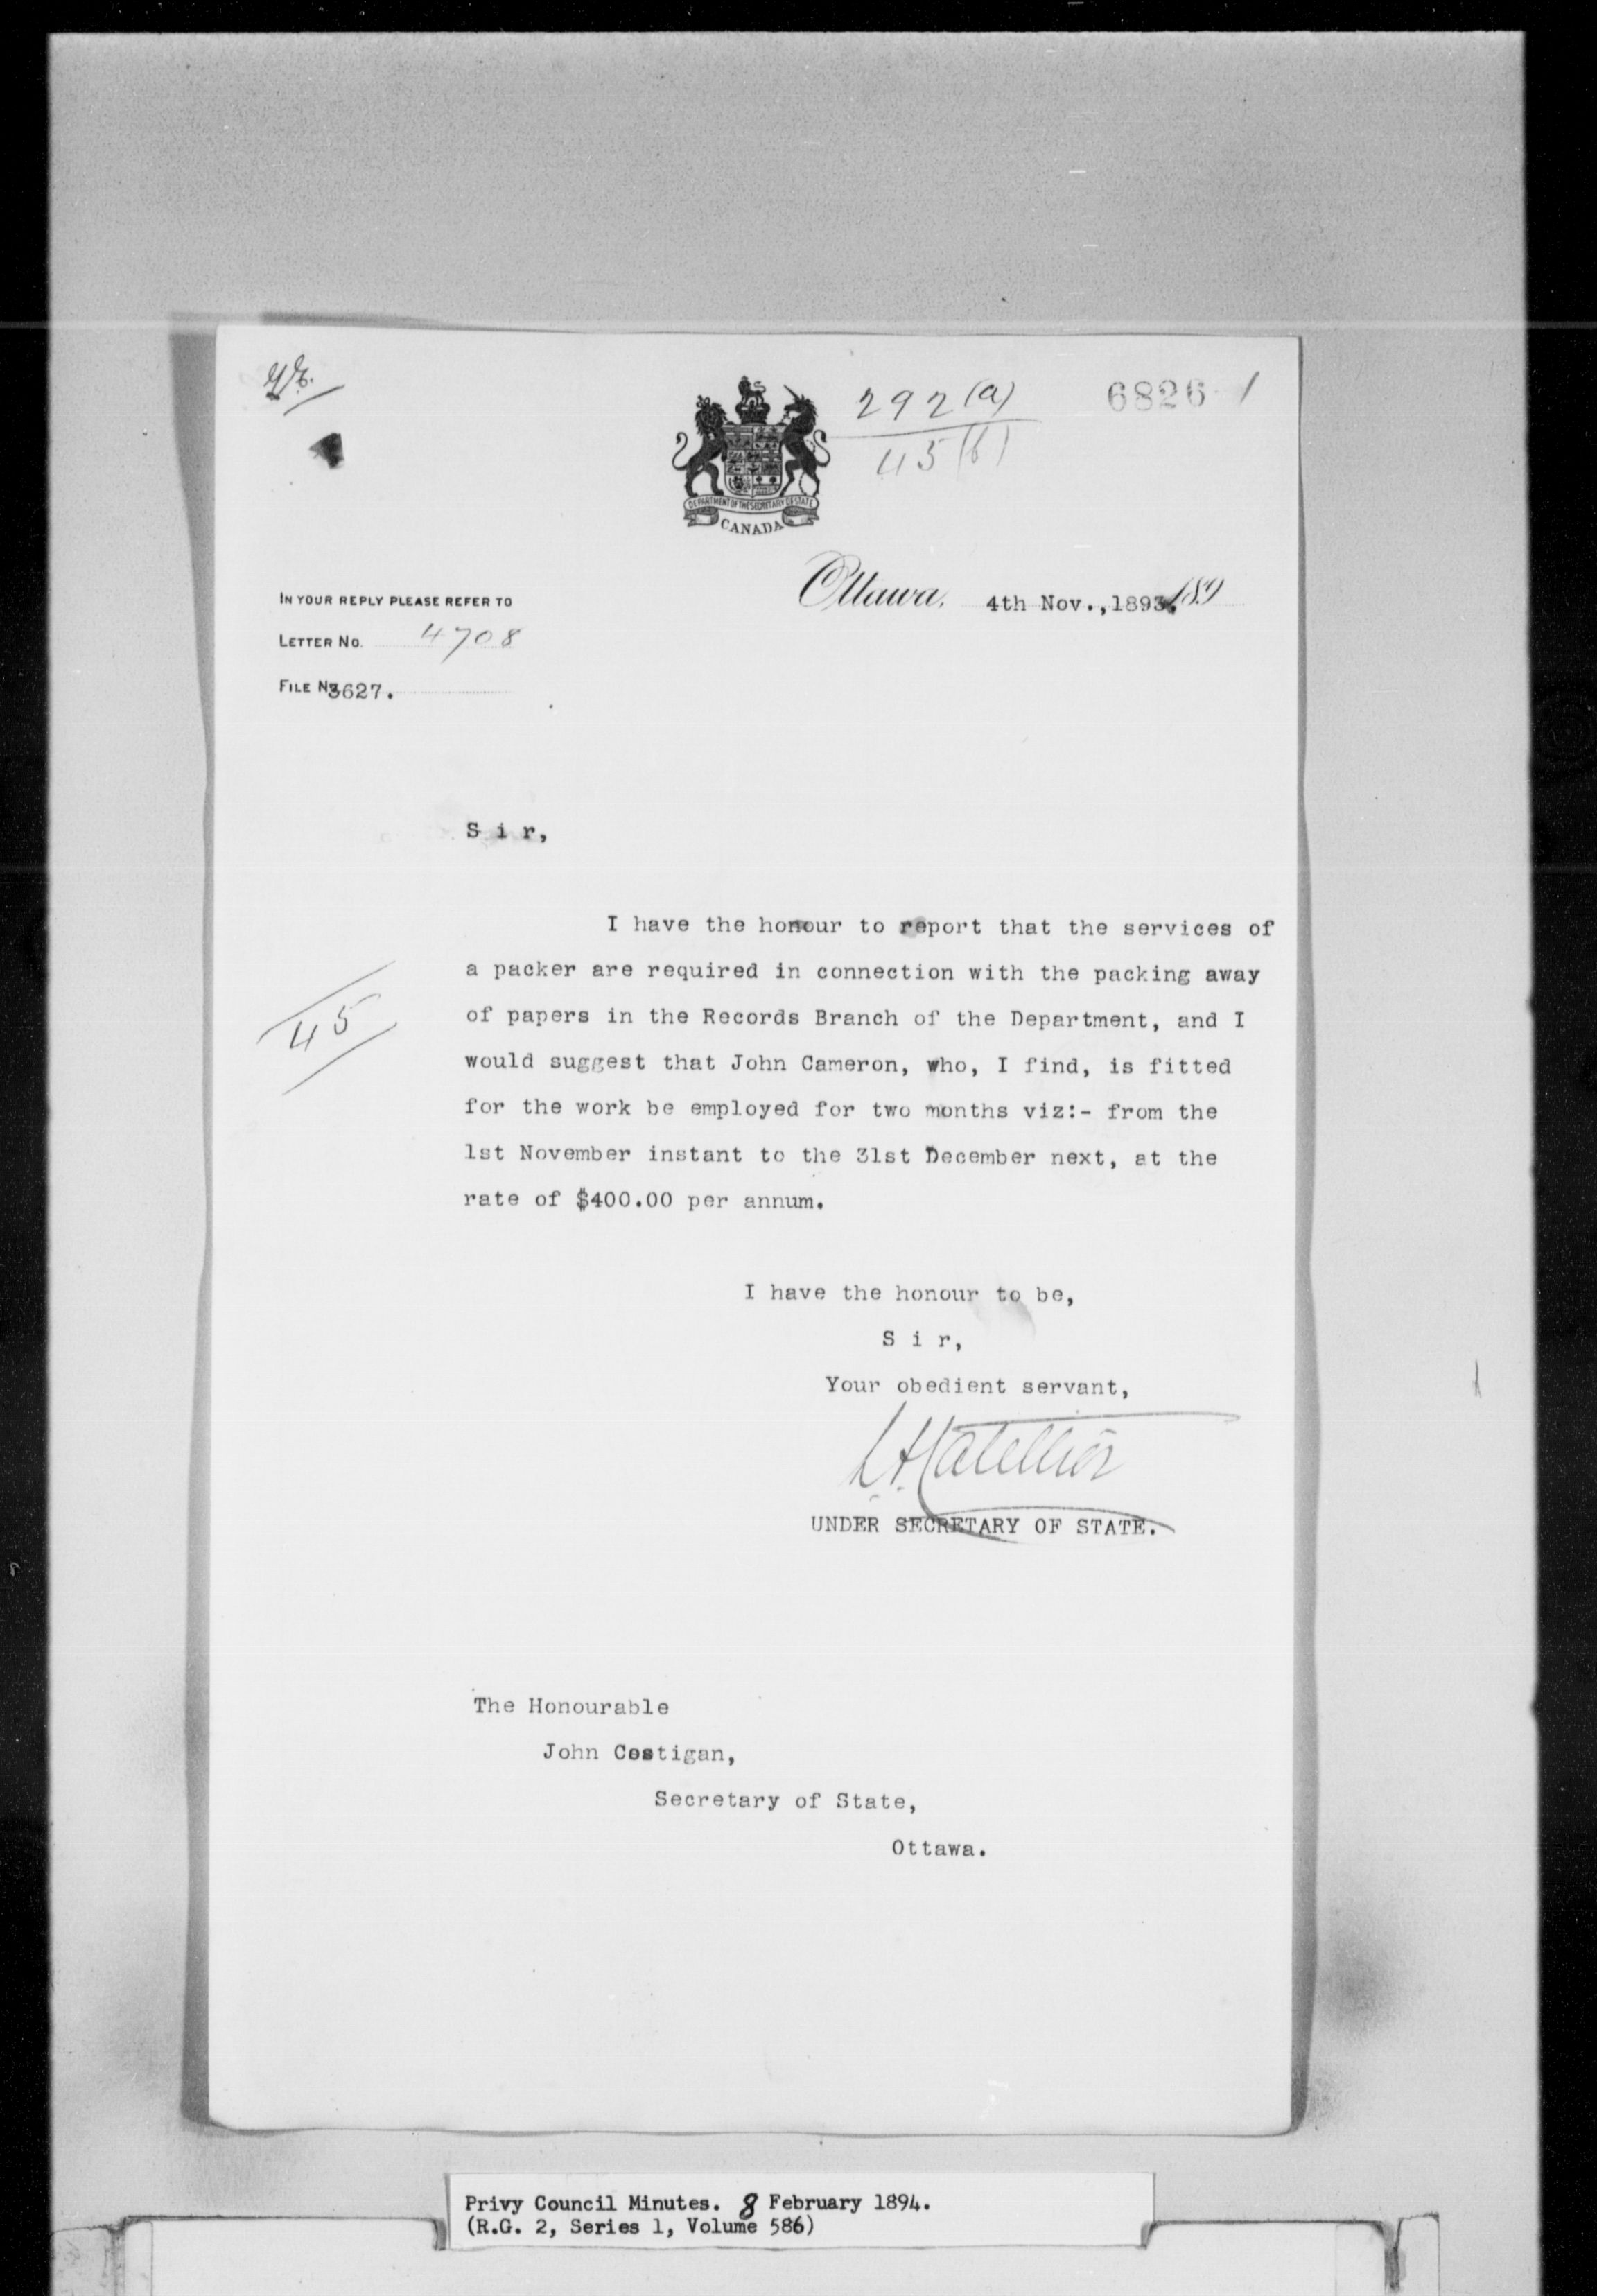 292 (a)
45 (b)
6826 1
DEPARTMENT OF THE SECRETARY OF STATE
CANADA
Ottawa, 4th Nov., 1893. 189
IN YOUR REPLY PLEASE REFER TO
LETTER NO. 4708
FILE No. 3627.
S i r,
I have the honour to report that the services of
a packer are required in connection with the packing away
of papers in the Records Branch of the Department, and I
would suggest that John Cameron, who, I find, is fitted
for the work be employed for two months viz:- from the
1st November instant to the 31st December next, at the
rate of $400.00 per annum.
45
I have the honour to be,
S i r,
Your obedient servant,
L.A. Catellier
UNDER SECRETARY OF STATE.
The Honourable
John Costigan,
Secretary of State,
Ottawa.
Privy Council Minutes. 8 February 1894.
(R.G. 2, Series 1, Volume 586)